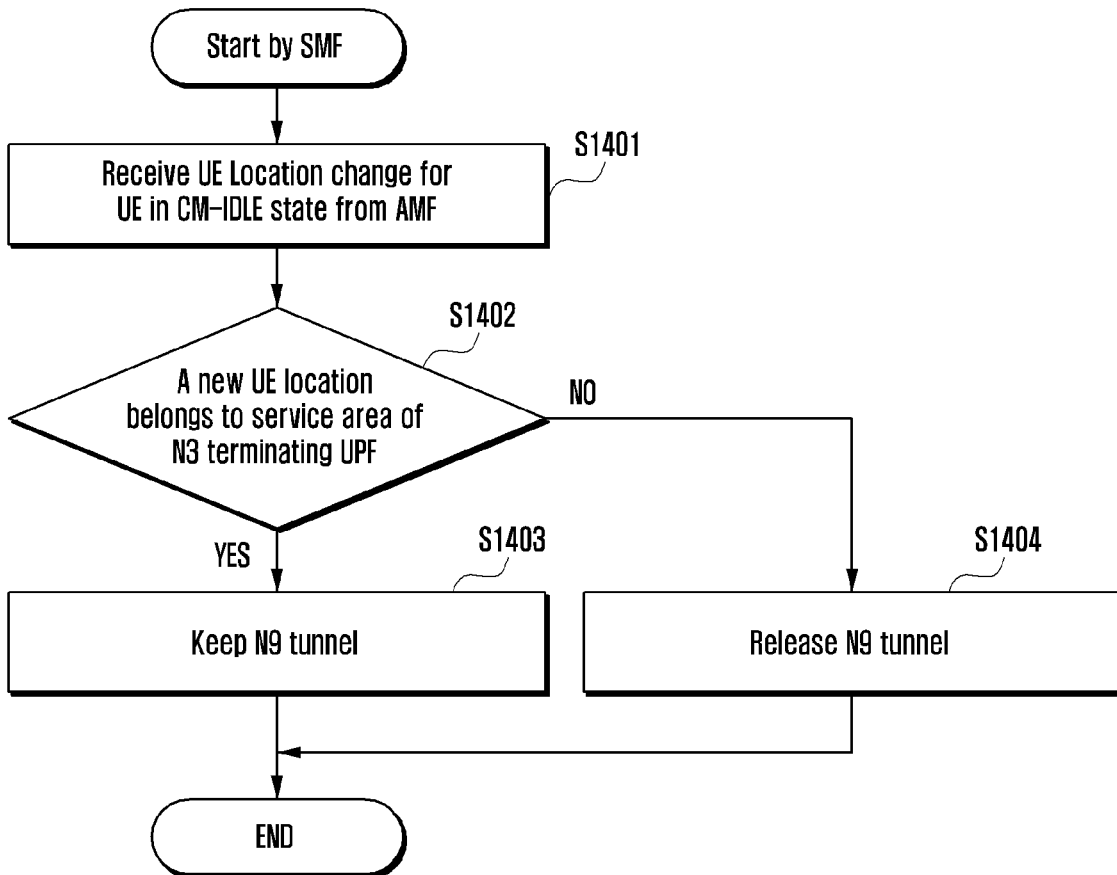 Start by SMF
S1401
Receive UE Location change for
UE in CM-IDLE state from AMF
S1402
A new UE location
belongs to service area of
N3 terminating UPF
NO
YES
S1403
S1404
Keep N9 tunnel
Release N9 tunnel
END